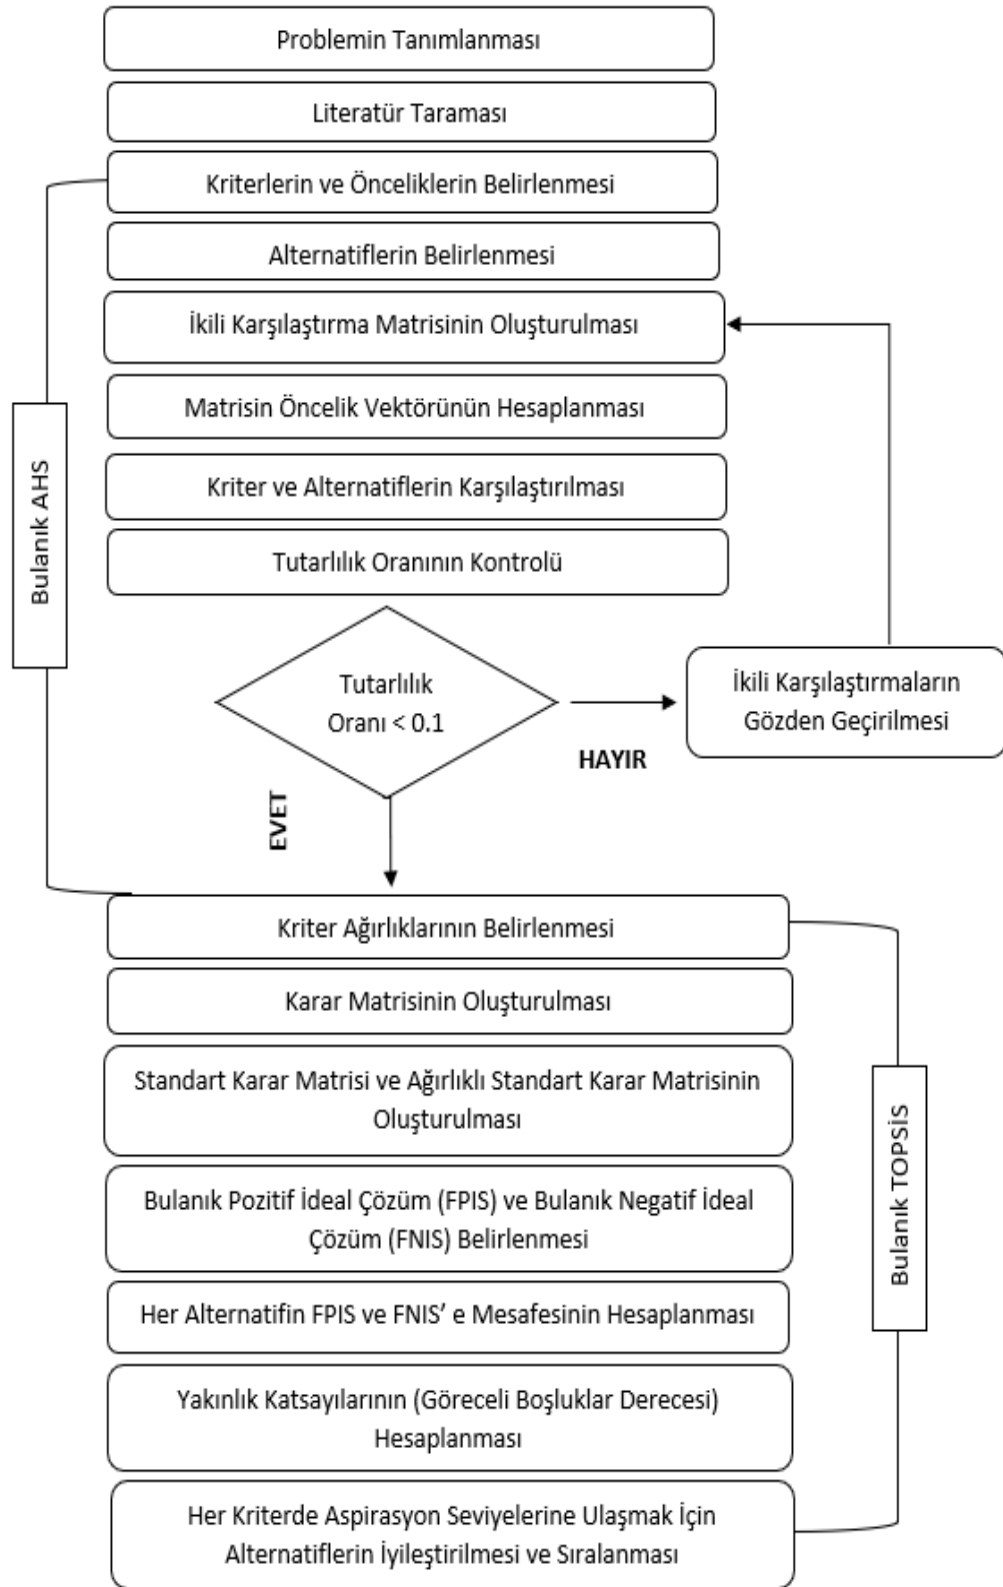 Problemin Tanımlanması
Literatür Taraması
Kriterlerin ve Önceliklerin Belirlenmesi
Alternatiflerin Belirlenmesi
İkili Karşılaştırma Matrisinin Oluşturulması
Matrisin Öncelik Vektörünün Hesaplanması
Kriter ve Alternatiflerin Karşılaştırılması
Tutarlılık Oranının Kontrolü
Bulanık AHS
Tutarlılık
Oranı < 0.1
HAYIR
İkili Karşılaştırmaların
Gözden Geçirilmesi
EVET
Kriter Ağırlıklarının Belirlenmesi
Karar Matrisinin Oluşturulması
Standart Karar Matrisi ve Ağırlıklı Standart Karar Matrisinin
Oluşturulması
Bulanık Pozitif İdeal Çözüm (FPIS) ve Bulanık Negatif İdeal
Çözüm (FNIS) Belirlenmesi
Her Alternatifin FPIS ve FNIS’ e Mesafesinin Hesaplanması
Yakınlık Katsayılarının (Göreceli Boşluklar Derecesi)
Hesaplanması
Her Kriterde Aspirasyon Seviyelerine Ulaşmak İçin
Alternatiflerin İyileştirilmesi ve Sıralanması
Bulanık TOPSİS